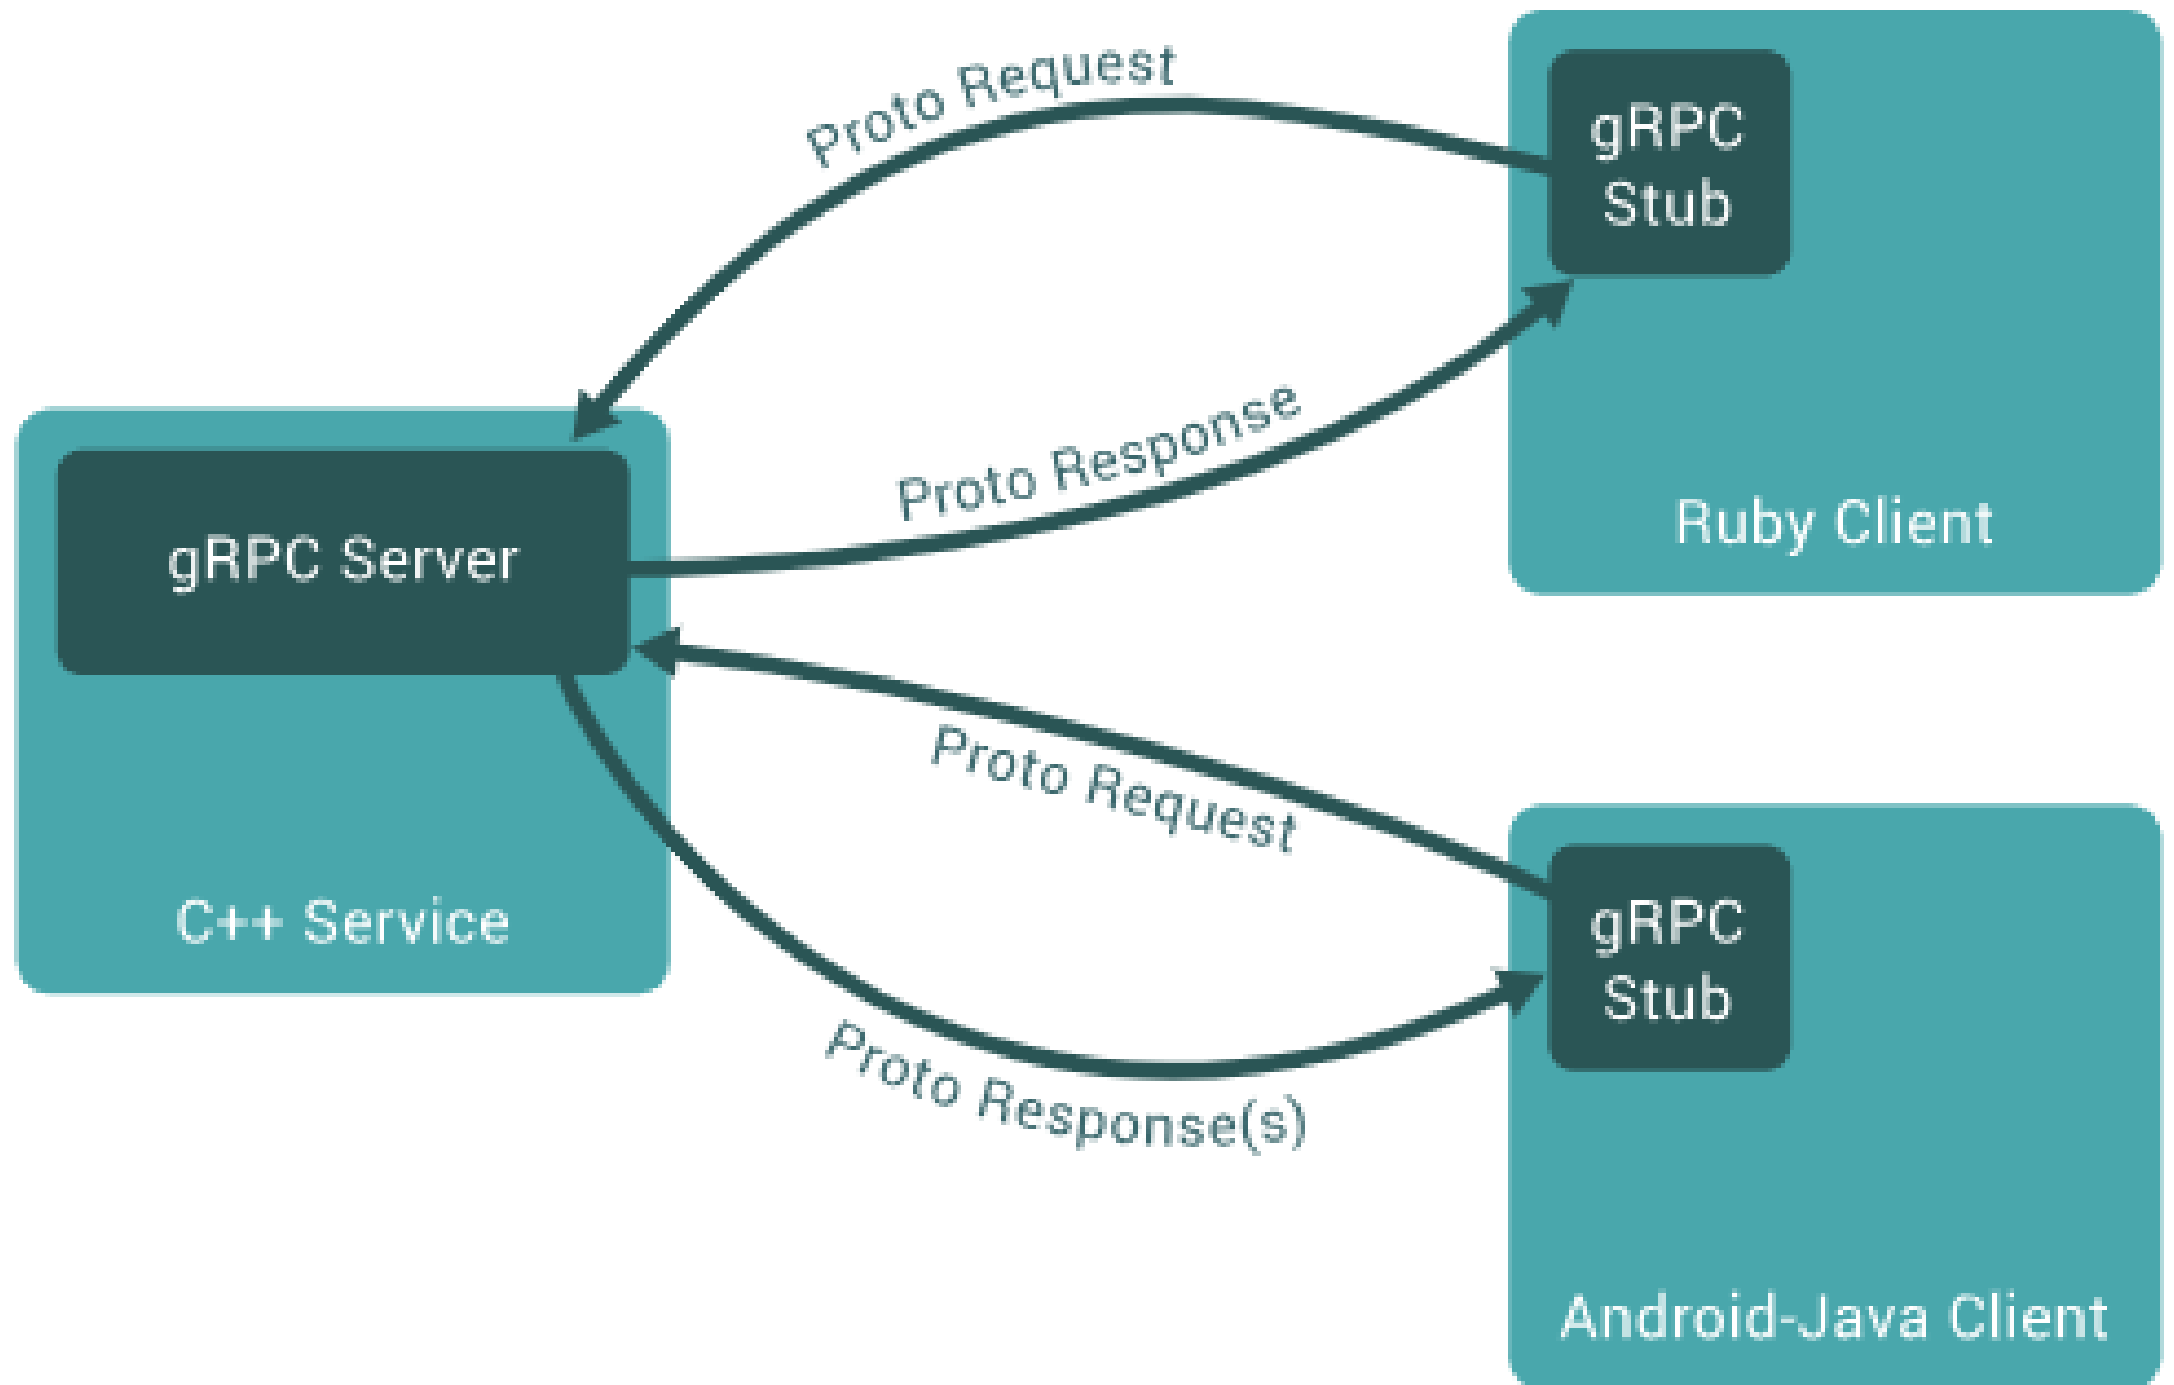 Proto Request
gRPC
Stub
Proto Response
Ruby Client
gRPC Server
Proto Request
C++ Service
gRPC
Stub
Proto Response(s)
Android-Java Client